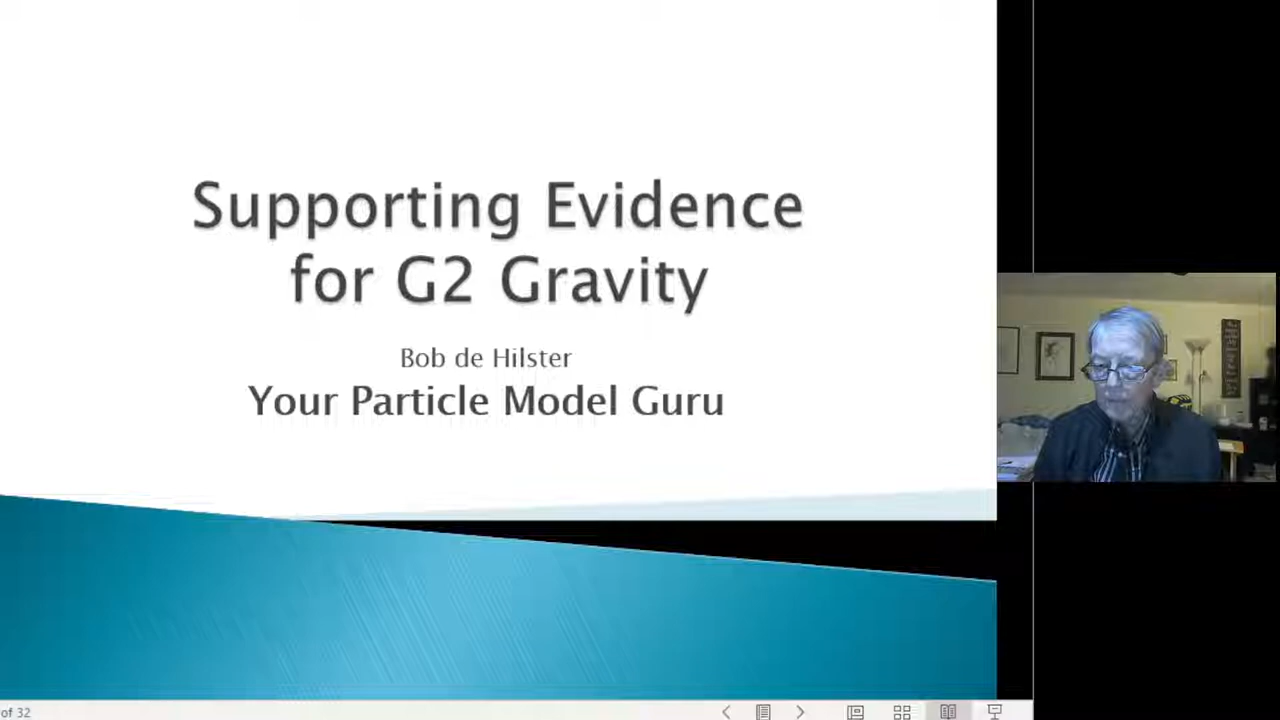 Supporting Evidence
for G2 Gravity
Bob de Hilster
Your Particle Model Guru
of 32